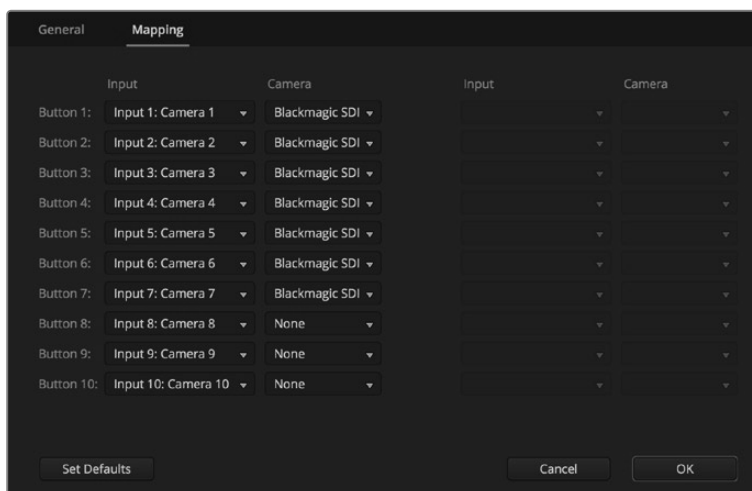 General Mapping
Input Camera Input Camera
Button 1: Input 1: Camera 1 Blackmagic SDI
Button 2: Input 2: Camera 2 Blackmagic SDI
Button 3: Input 3: Camera 3 Blackmagic SDI
Button 4: Input 4: Camera 4 Blackmagic SDI
Button 5: Input 5: Camera 5 Blackmagic SDI
Button 6: Input 6: Camera 6 Blackmagic SDI
Button 7: Input 7: Camera 7 Blackmagic SDI
Button 8: Input 8: Camera 8 None
Button 9: Input 9: Camera 9 None
Button 10: Input 10: Camera 10 None
Set Defaults Cancel OK